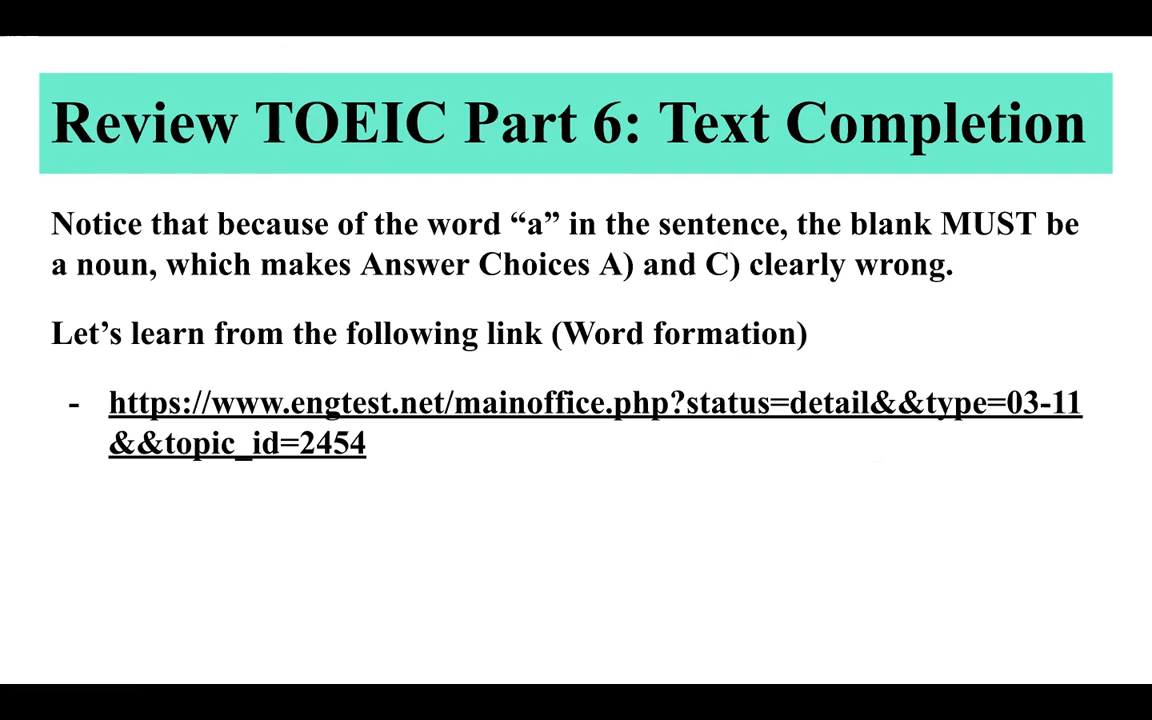 Review TOEIC Part 6: Text Completion
Notice that because of the word “a” in the sentence, the blank MUST be
a noun, which makes Answer Choices A) and C) clearly wrong.
Let’s learn from the following link (Word formation)
- https://www.engtest.net/mainoffice.php?status=detail&&type=03-11
&&topic_id=2454